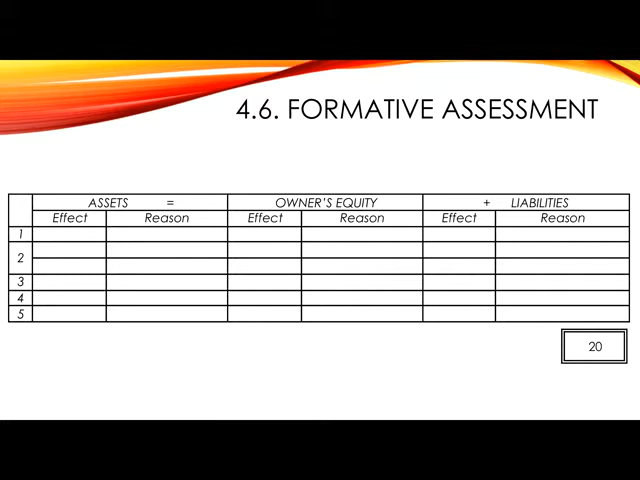 4.6. FORMATIVE ASSESSMENT
ASSETS = OWNER'S EQUITY + LIABILITIES
Effect Reason Effect Reason Effect Reason
1
2
3
4
5
20